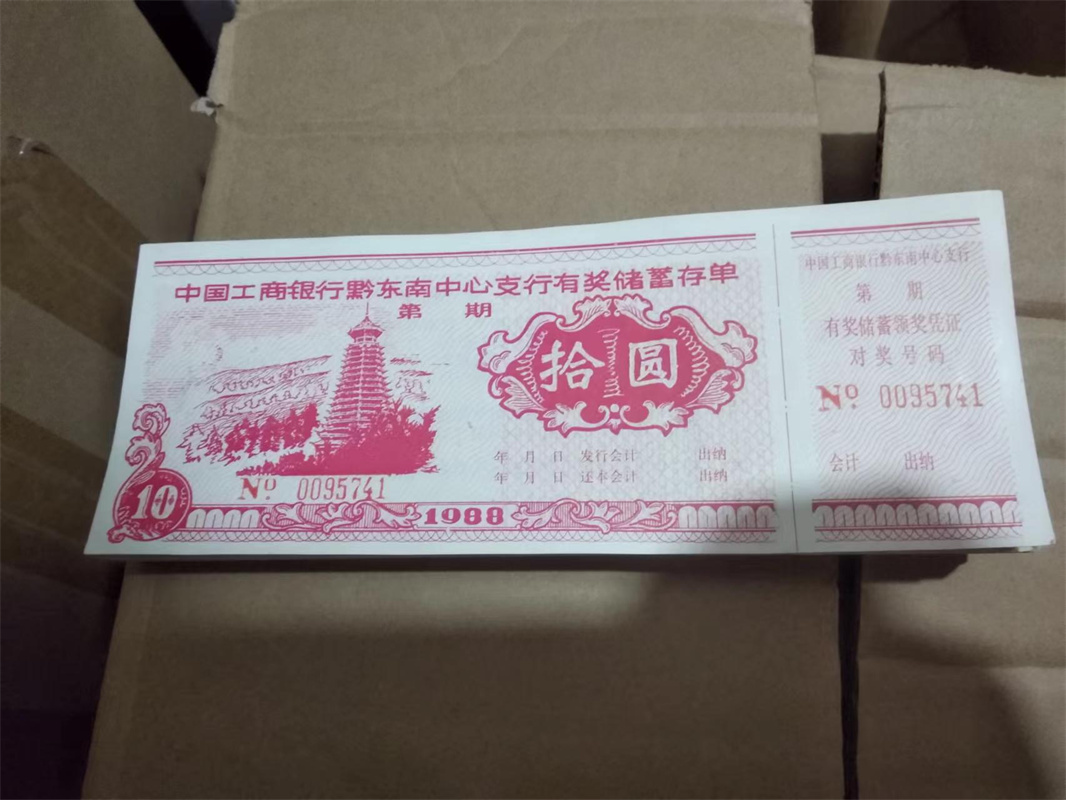 中国工商银行黔东南中心支行有奖储蓄存单
第 期
拾圆
年 月 日 发行会计 出纳
年 月 日 还本会计 出纳
Nº 0095741
10
1988
中国工商银行黔东南中心支行
第 期
有奖储蓄领奖凭证
对奖号码
Nº 0095741
会计 出纳